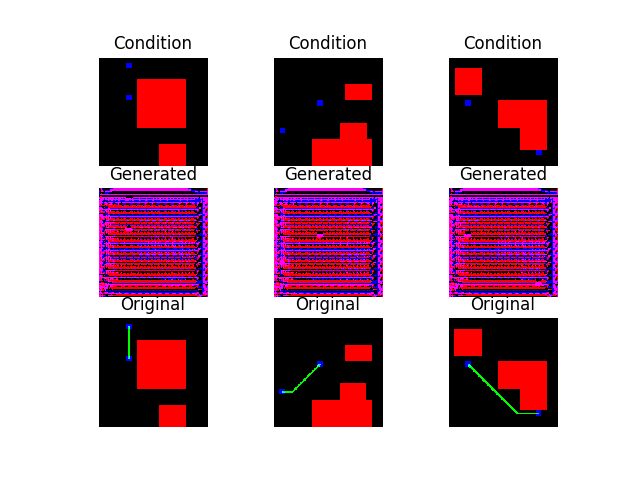 Condition Condition Condition
Generated Generated Generated
Original Original Original